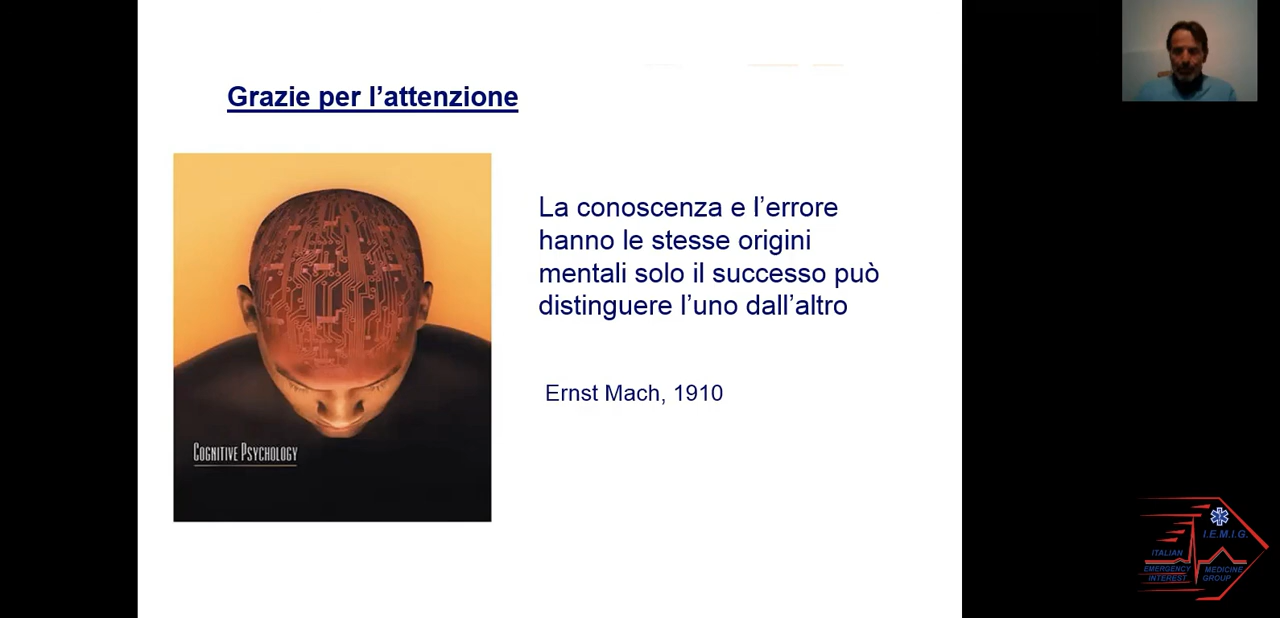 Grazie per l’attenzione
La conoscenza e l’errore
hanno le stesse origini
mentali solo il successo può
distinguere l’uno dall’altro
Ernst Mach, 1910
COGNITIVE PSYCHOLOGY
I.E.M.I.G.
ITALIAN
EMERGENCY MEDICINE
INTEREST GROUP